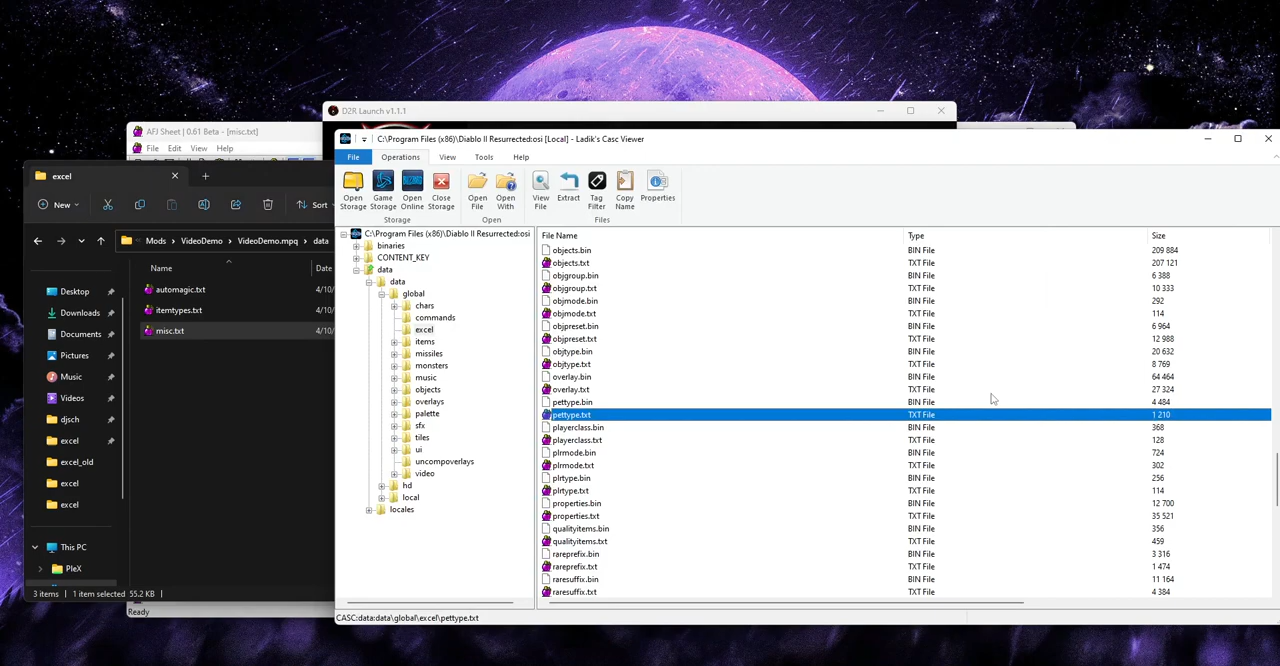 D2R Launch v1.1.1
AFJ Sheet | 0.61 Beta - [misc.txt]
File Edit View Help
C:\Program Files (x86)\Diablo II Resurrected:osi [Local] - Ladik's Casc Viewer
File Operations View Tools Help
Open Storage
Game Storage
Open Online
Close Storage
Open File
Open With
View File
Extract
Tag Filter
Copy Name
Properties
Storage
Open
Files
excel
New
Sort
Mods VideoDemo VideoDemo.mpq data
Name
Date
automagic.txt 4/10/
itemtypes.txt 4/10/
misc.txt 4/10/
Desktop
Downloads
Documents
Pictures
Music
Videos
djsch
excel
excel_old
excel
excel
This PC
PleX
3 items 1 item selected 55.2 KB
Ready
C:\Program Files (x86)\Diablo II Resurrected:osi
binaries
CONTENT_KEY
data
data
global
chars
commands
excel
items
missiles
monsters
music
objects
overlays
palette
sfx
tiles
ui
uncompoverlays
video
hd
local
locales
File Name Type Size
objects.bin BIN File 209 884
objects.txt TXT File 207 121
objgroup.bin BIN File 6 388
objgroup.txt TXT File 10 333
objmode.bin BIN File 292
objmode.txt TXT File 114
objpreset.bin BIN File 6 964
objpreset.txt TXT File 12 988
objtype.bin BIN File 20 632
objtype.txt TXT File 8 769
overlay.bin BIN File 64 464
overlay.txt TXT File 27 324
pettype.bin BIN File 4 484
pettype.txt TXT File 1 210
playerclass.bin BIN File 368
playerclass.txt TXT File 128
plrmode.bin BIN File 724
plrmode.txt TXT File 302
plrtype.bin BIN File 256
plrtype.txt TXT File 114
properties.bin BIN File 12 700
properties.txt TXT File 35 521
qualityitems.bin BIN File 356
qualityitems.txt TXT File 459
rareprefix.bin BIN File 3 316
rareprefix.txt TXT File 1 474
raresuffix.bin BIN File 11 164
raresuffix.txt TXT File 4 384
CASC:data:data\global\excel\pettype.txt